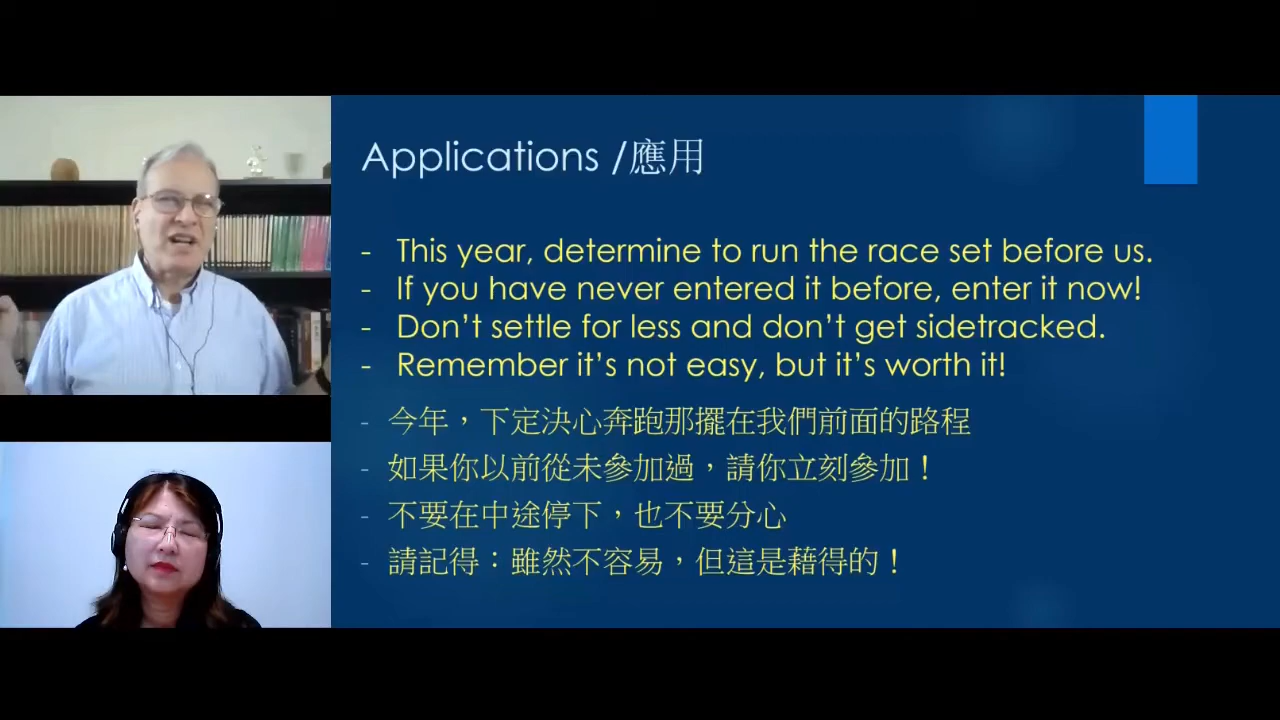 Applications /應用
- This year, determine to run the race set before us.
- If you have never entered it before, enter it now!
- Don't settle for less and don't get sidetracked.
- Remember it's not easy, but it's worth it!
- 今年，下定決心奔跑那擺在我們前面的路程
- 如果你以前從未參加過，請你立刻參加！
- 不要在中途停下，也不要分心
- 請記得：雖然不容易，但這是藉得的！